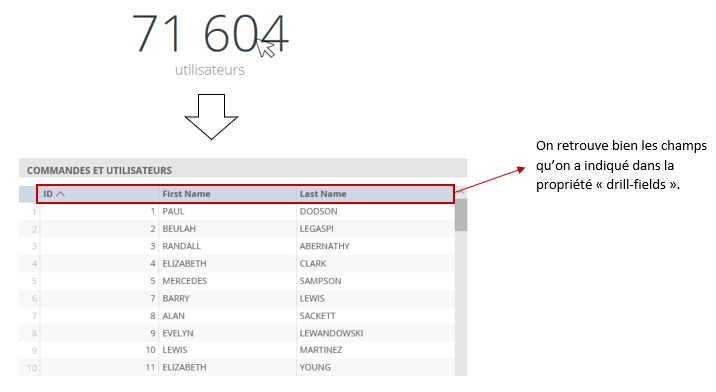 71 604
utilisateurs
On retrouve bien les champs
qu'on a indiqué dans la
propriété « drill-fields ».
COMMANDES ET UTILISATEURS
ID First Name Last Name
1 1 PAUL DODSON
2 2 BEULAH LEGASPI
3 3 RANDALL ABERNATHY
4 4 ELIZABETH CLARK
5 5 MERCEDES SAMPSON
6 7 BARRY LEWIS
7 8 ALAN SACKETT
8 9 EVELYN LEWANDOWSKI
9 10 LEWIS MARTINEZ
10 11 ELIZABETH YOUNG